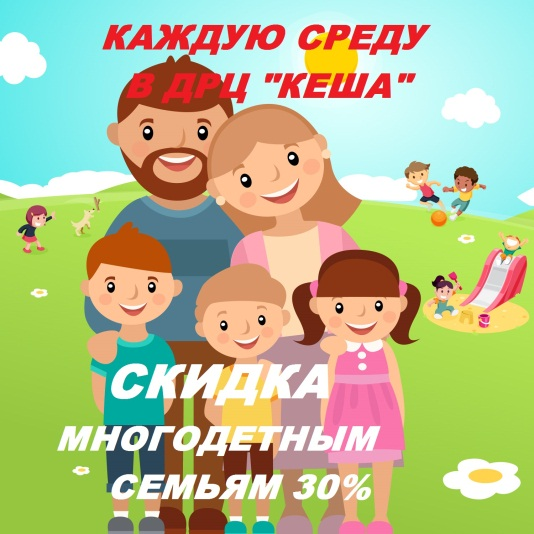 КАЖДУЮ СРЕДУ
В ДРЦ "КЕША"
СКИДКА
МНОГОДЕТНЫМ
СЕМЬЯМ 30%